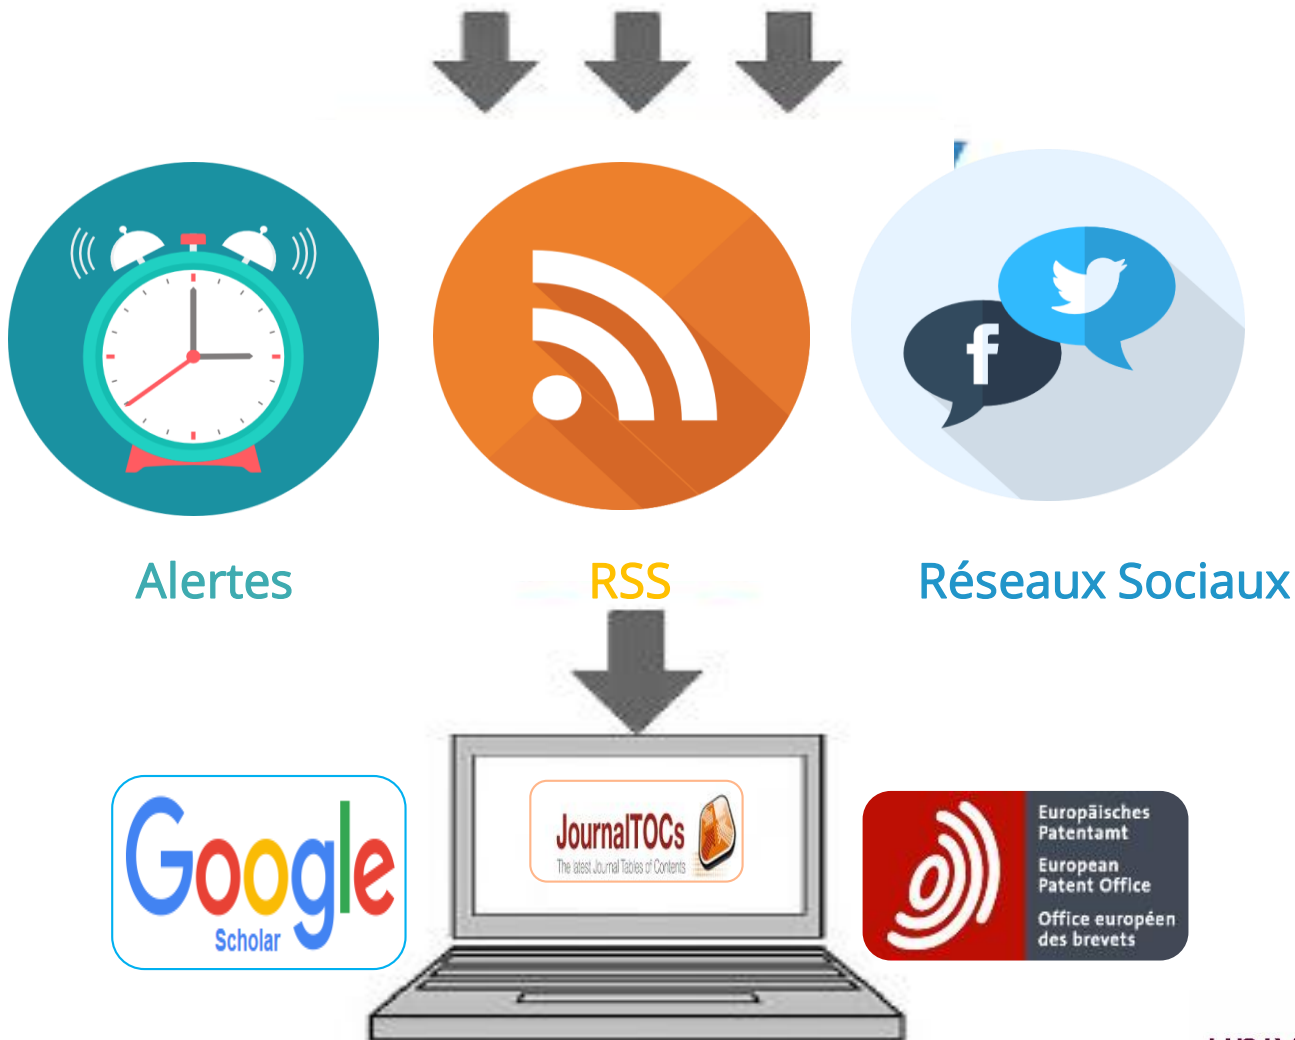 Alertes
RSS
Réseaux Sociaux
Google
Scholar
JournalTOCs
The latest Journal Tables of Contents
Europäisches
Patentamt
European
Patent Office
Office européen
des brevets